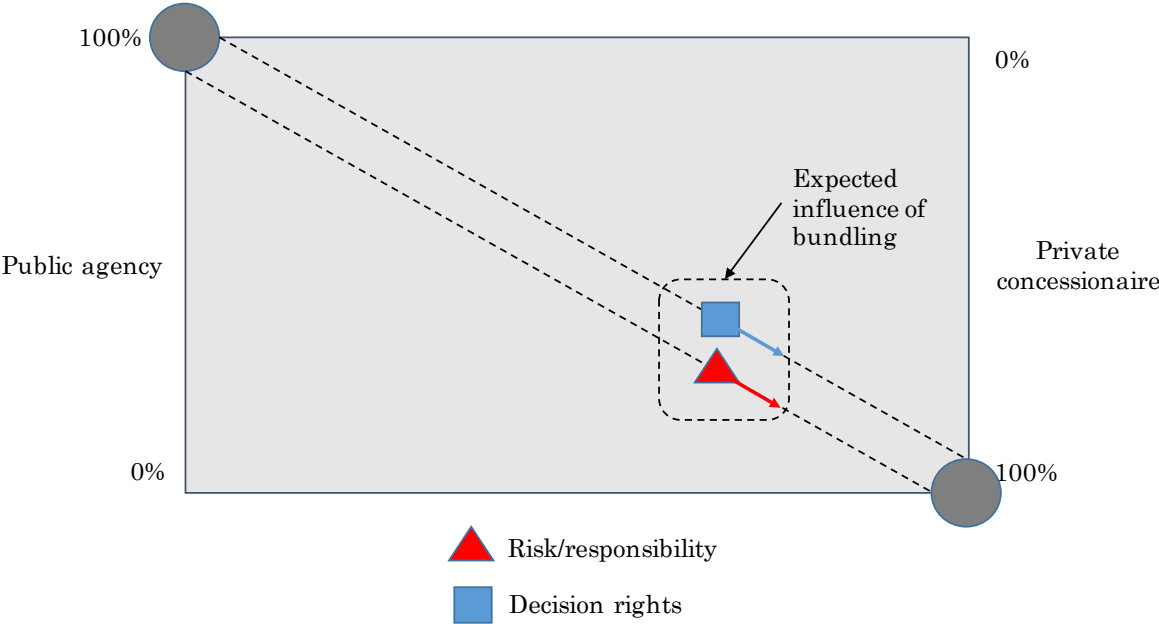 100%
0%
Expected
influence of
bundling
Public agency
Private
concessionaire
0%
100%
Risk/responsibility
Decision rights